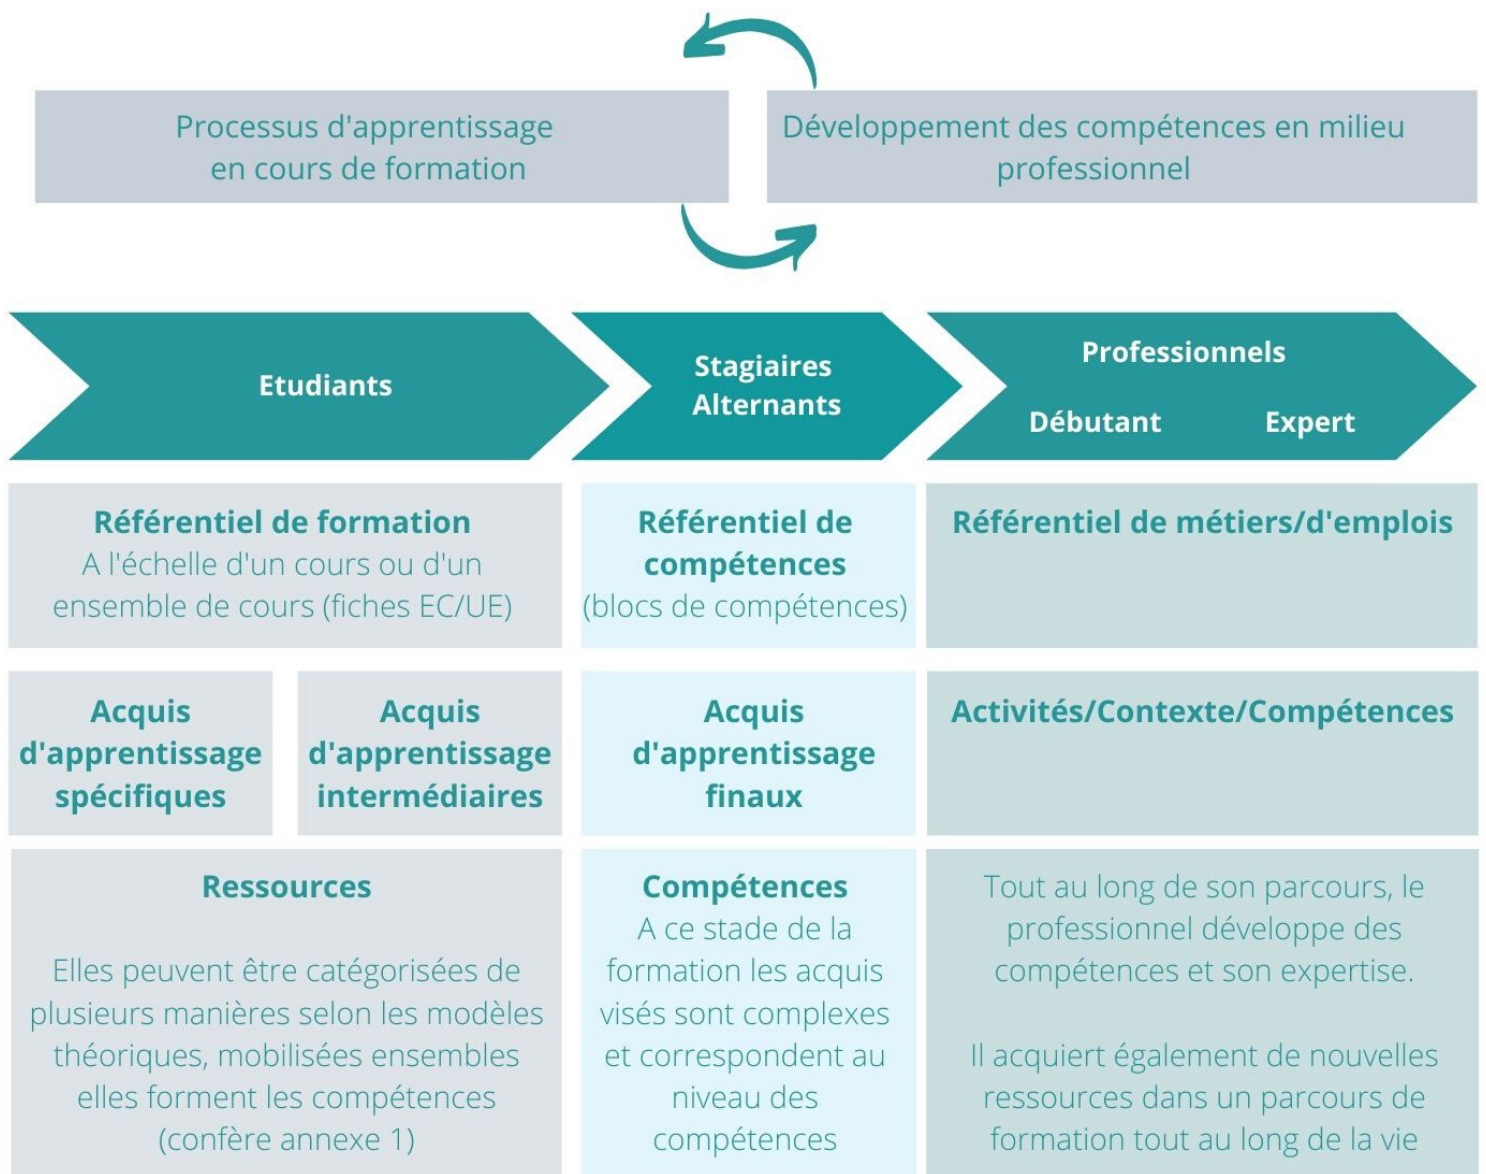 Processus d'apprentissage
en cours de formation
Développement des compétences en milieu
professionnel
Etudiants
Stagiaires
Alternants
Professionnels
Débutant
Expert
Référentiel de formation
A l'échelle d'un cours ou d'un
ensemble de cours (fiches EC/UE)
Référentiel de
compétences
(blocs de compétences)
Référentiel de métiers/d'emplois
Acquis
d'apprentissage
spécifiques
Acquis
d'apprentissage
intermédiaires
Acquis
d'apprentissage
finaux
Activités/Contexte/Compétences
Ressources
Elles peuvent être catégorisées de
plusieurs manières selon les modèles
théoriques, mobilisées ensembles
elles forment les compétences
(confère annexe 1)
Compétences
A ce stade de la
formation les acquis
visés sont complexes
et correspondent au
niveau des
compétences
Tout au long de son parcours, le
professionnel développe des
compétences et son expertise.
Il acquiert également de nouvelles
ressources dans un parcours de
formation tout au long de la vie